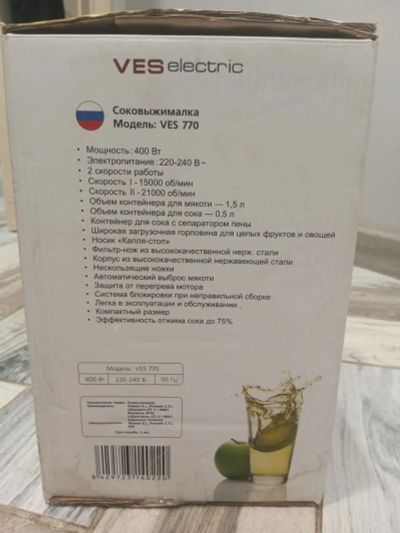 VES electric
Соковыжималка
Модель: VES 770
• Мощность: 400 Вт
• Электропитание: 220-240 В~
• 2 скорости работы
• Скорость I - 15000 об/мин
• Скорость II - 21000 об/мин
• Объем контейнера для мякоти – 1,5 л
• Объем контейнера для сока – 0,5 л
• Контейнер для сока с сепаратором пены
• Широкая загрузочная горловина для целых фруктов и овощей
• Носик «Капля-стоп»
• Фильтр-нож из высококачественной нерж. стали
• Корпус из высококачественной нержавеющей стали
• Нескользящие ножки
• Автоматический выброс мякоти
• Защита от перегрева мотора
• Система блокировки при неправильной сборке
• Легка в эксплуатации и обслуживании
• Компактный размер
• Эффективность отжима сока до 75%
Модель: VES 770
400 Вт 220-240 В~ 50 Гц
8 429723 140220